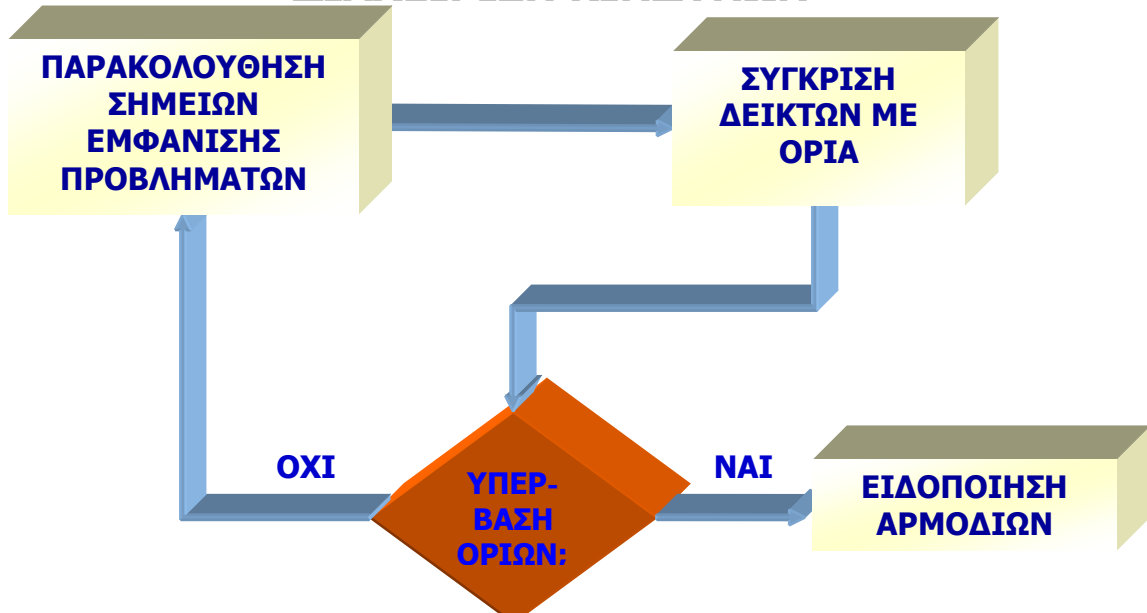 ΠΑΡΑΚΟΛΟΥΘΗΣΗ
ΣΗΜΕΙΩΝ
ΕΜΦΑΝΙΣΗΣ
ΠΡΟΒΛΗΜΑΤΩΝ
ΣΥΓΚΡΙΣΗ
ΔΕΙΚΤΩΝ ΜΕ
ΟΡΙΑ
ΟΧΙ
ΥΠΕΡ-
ΒΑΣΗ
ΟΡΙΩΝ;
ΝΑΙ
ΕΙΔΟΠΟΙΗΣΗ
ΑΡΜΟΔΙΩΝ